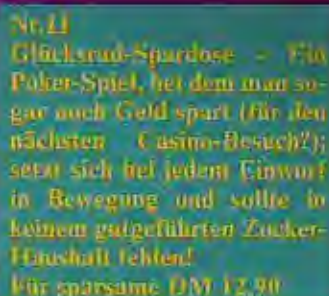 Nr.11
Glücksrad-Spardose - Ein
Poker-Spiel, bei dem man so-
gar noch Geld spart (für den
nächsten Casino-Besuch?);
setzt sich bei jedem Einwurf
in Bewegung und sollte in
keinem gutgeführten Zocker-
Haushalt fehlen!
Für sparsame DM 12,90